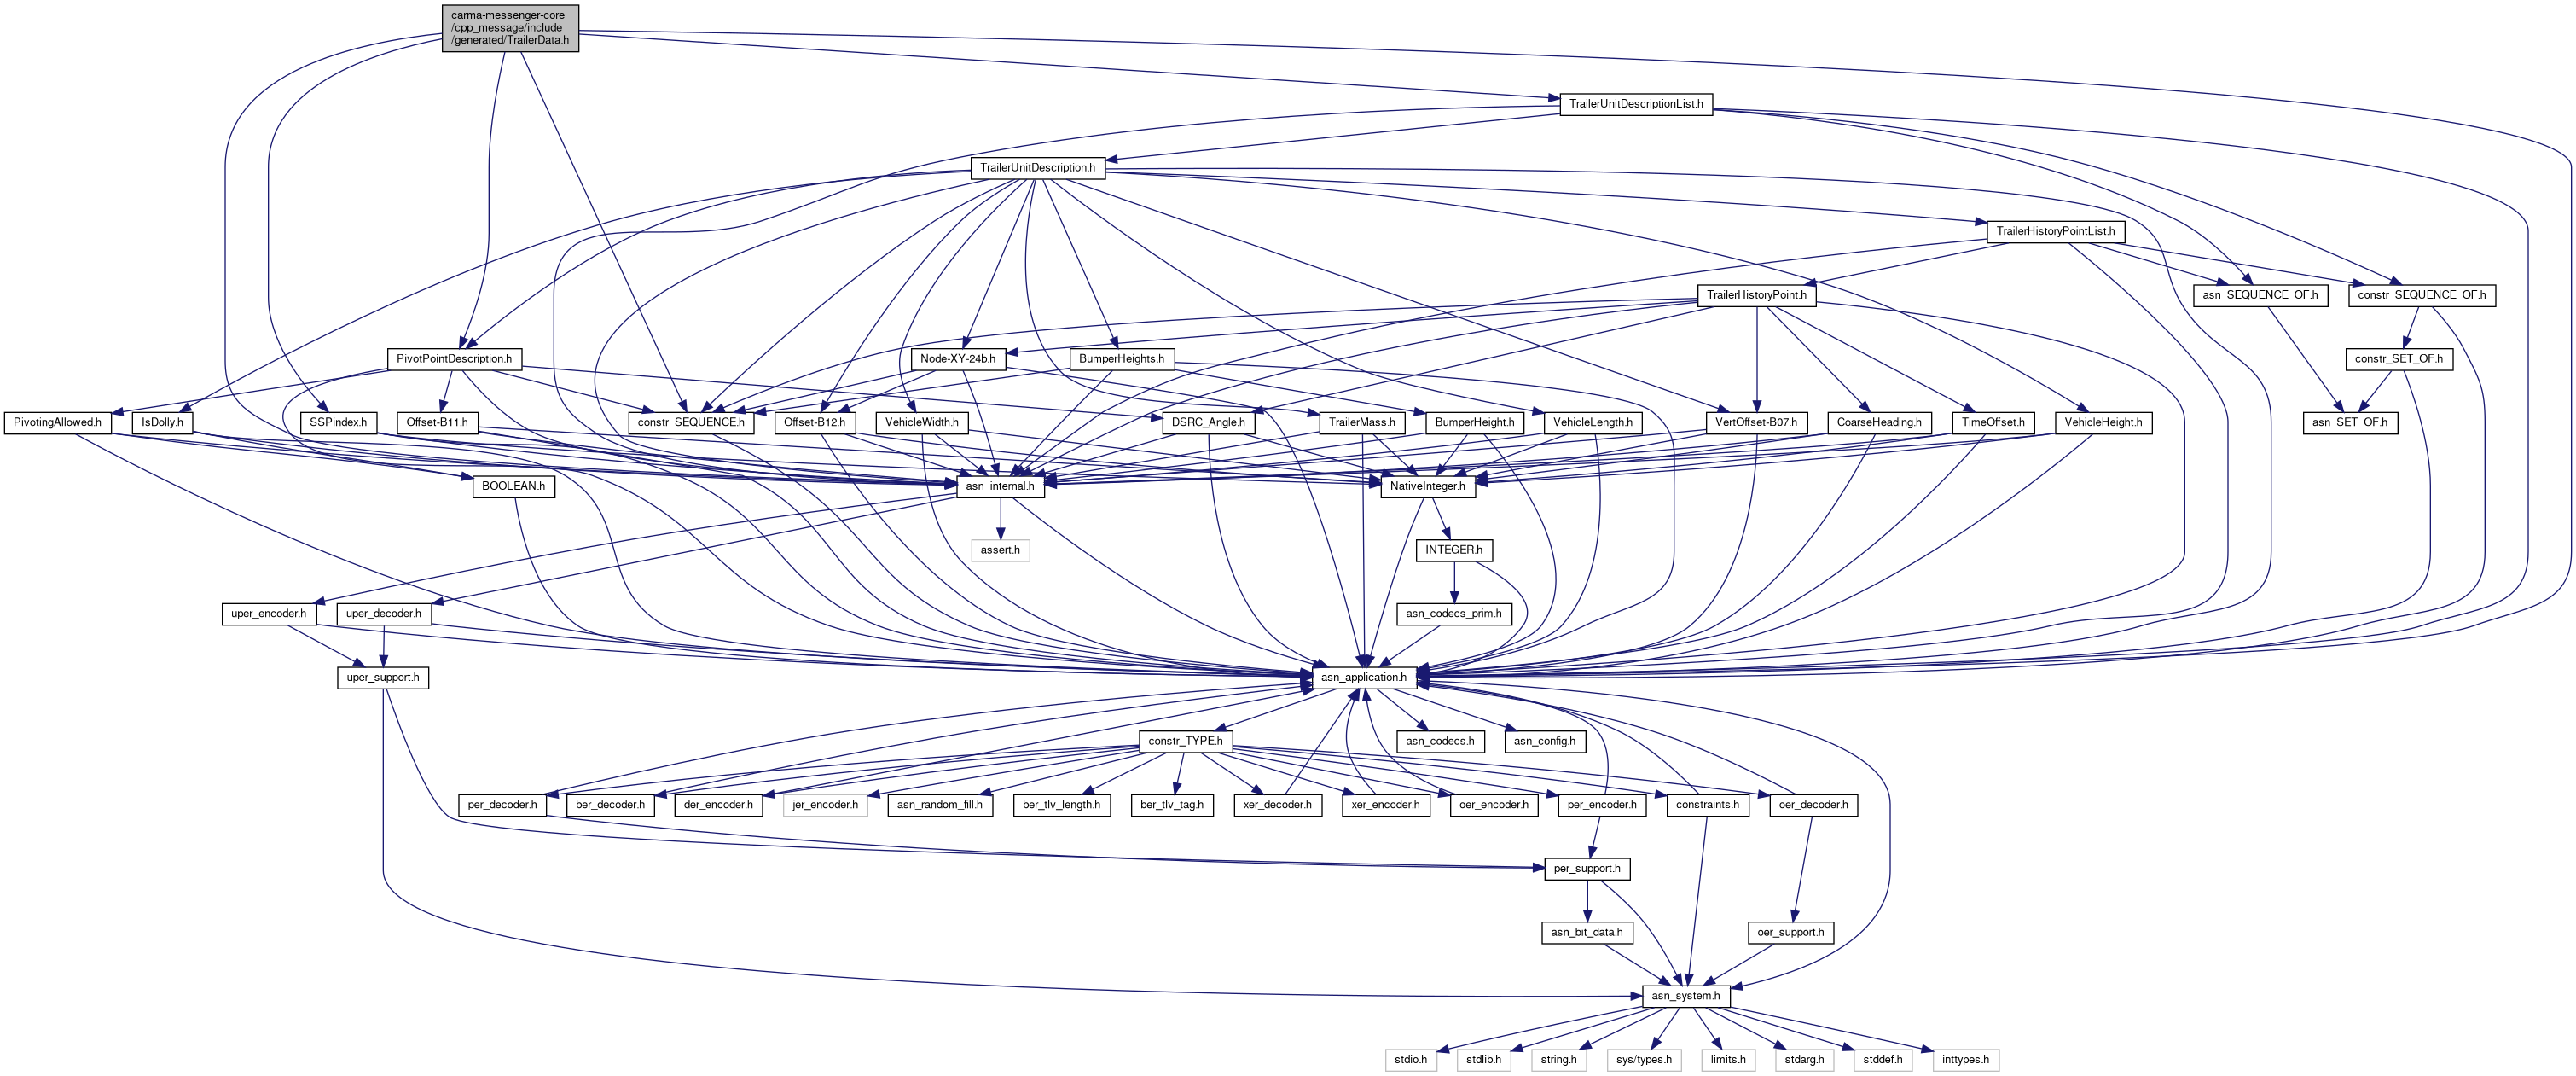 carma-messenger-core
/cpp_message/include
/generated/TrailerData.h
TrailerUnitDescriptionList.h
TrailerUnitDescription.h
TrailerHistoryPointList.h
TrailerHistoryPoint.h
asn_SEQUENCE_OF.h
constr_SEQUENCE_OF.h
PivotPointDescription.h
Node-XY-24b.h
BumperHeights.h
constr_SET_OF.h
PivotingAllowed.h
IsDolly.h
SSPindex.h
Offset-B11.h
constr_SEQUENCE.h
Offset-B12.h
VehicleWidth.h
DSRC_Angle.h
TrailerMass.h
BumperHeight.h
VehicleLength.h
VertOffset-B07.h
CoarseHeading.h
TimeOffset.h
VehicleHeight.h
asn_SET_OF.h
BOOLEAN.h
asn_internal.h
NativeInteger.h
assert.h
INTEGER.h
uper_encoder.h
uper_decoder.h
asn_codecs_prim.h
uper_support.h
asn_application.h
constr_TYPE.h
asn_codecs.h
asn_config.h
per_decoder.h
ber_decoder.h
der_encoder.h
jer_encoder.h
asn_random_fill.h
ber_tlv_length.h
ber_tlv_tag.h
xer_decoder.h
xer_encoder.h
oer_encoder.h
per_encoder.h
constraints.h
oer_decoder.h
per_support.h
asn_bit_data.h
oer_support.h
asn_system.h
stdio.h
stdlib.h
string.h
sys/types.h
limits.h
stdarg.h
stddef.h
inttypes.h